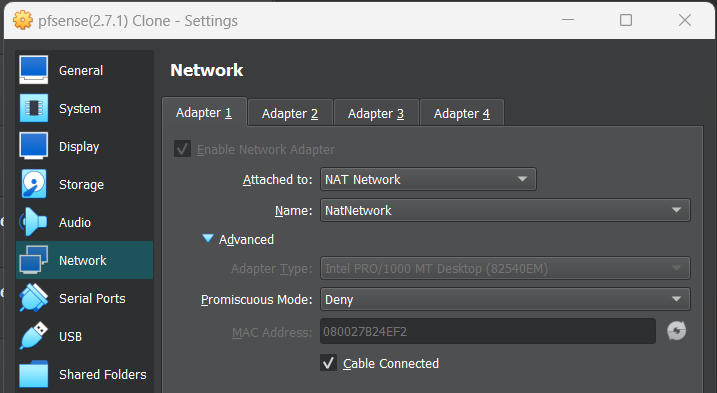 pfsense(2.7.1) Clone - Settings
General
System
Display
Storage
Audio
Network
Serial Ports
USB
Shared Folders
Network
Adapter 1 Adapter 2 Adapter 3 Adapter 4
Enable Network Adapter
Attached to: NAT Network
Name: NatNetwork
Advanced
Adapter Type: Intel PRO/1000 MT Desktop (82540EM)
Promiscuous Mode: Deny
MAC Address: 080027B24EF2
Cable Connected